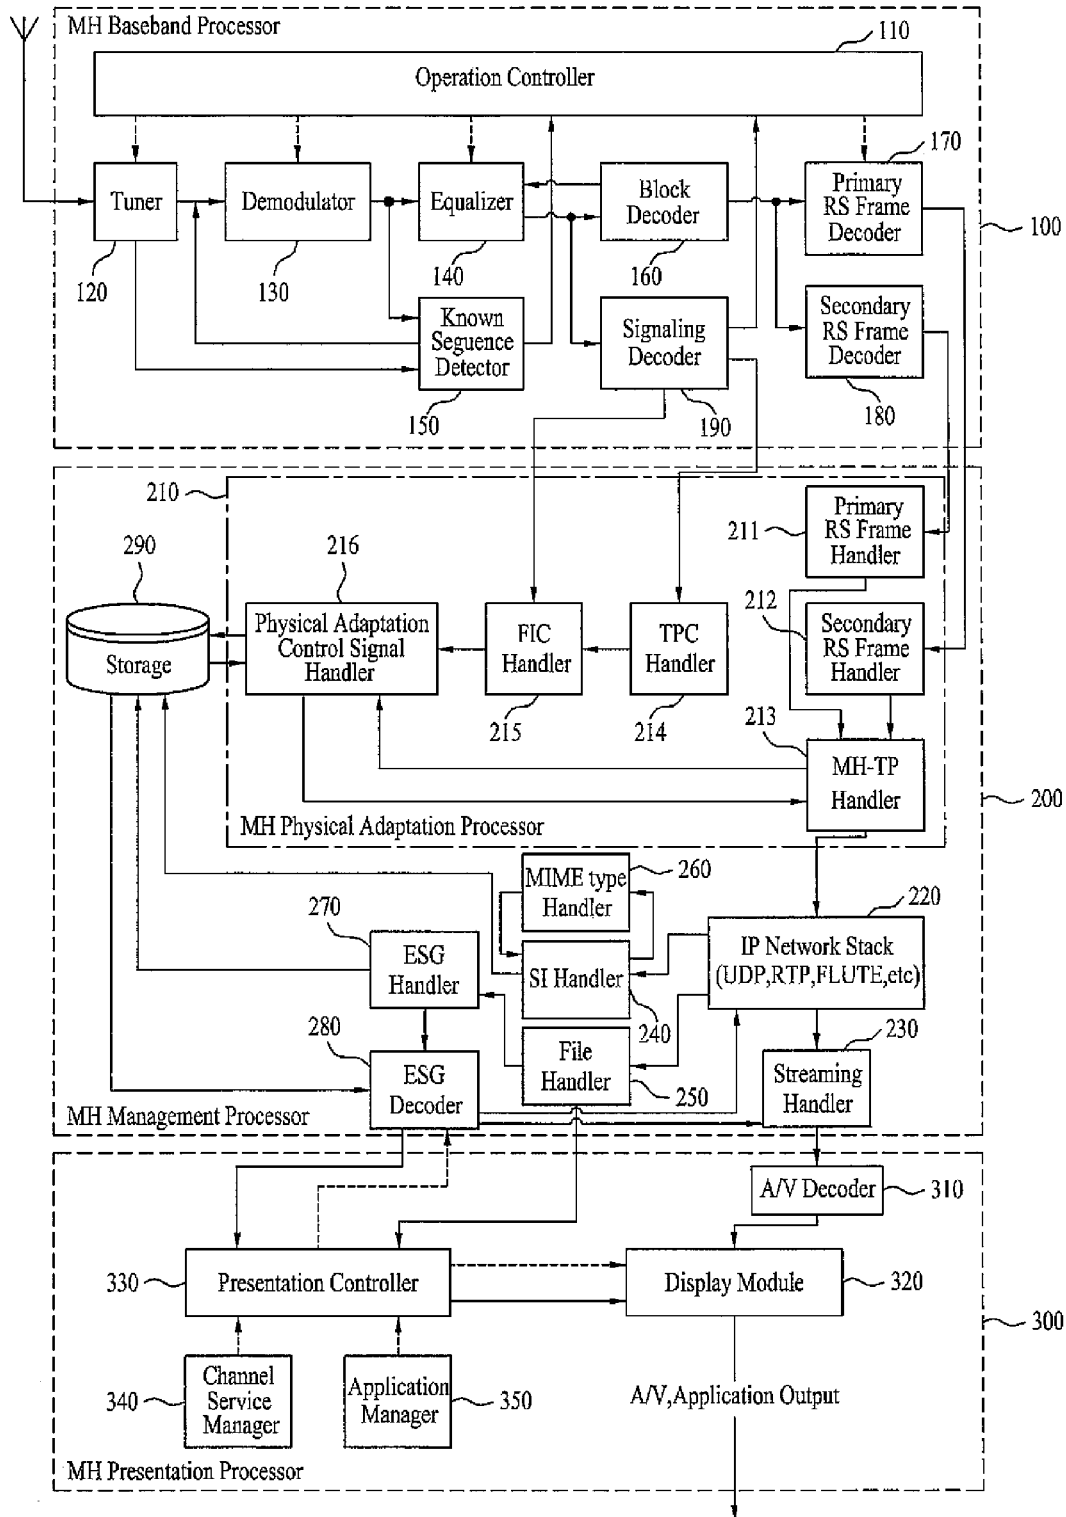 MH Baseband Processor
110
Operation Controller
170
Tuner
Demodulator
Equalizer
Block
Decoder
Primary
RS Frame
Decoder
100
120
130
140
160
Known
Seguence
Detector
Signaling
Decoder
Secondary
RS Frame
Decoder
150
190
180
210
Primary
RS Frame
Handler
211
290
216
212
Storage
Physical Adaptation
Control Signal
Handler
FIC
Handler
TPC
Handler
Secondary
RS Frame
Handler
215
214
213
MH-TP
Handler
200
MH Physical Adaptation Processor
MIME type
Handler
260
220
270
ESG
Handler
SI Handler
IP Network Stack
(UDP,RTP,FLUTE,etc)
240
230
280
File
Handler
ESG
Decoder
250
Streaming
Handler
MH Management Processor
A/V Decoder
310
330
Presentation Controller
Display Module
320
300
Channel
Service
Manager
340
Application
Manager
350
A/V,Application Output
MH Presentation Processor